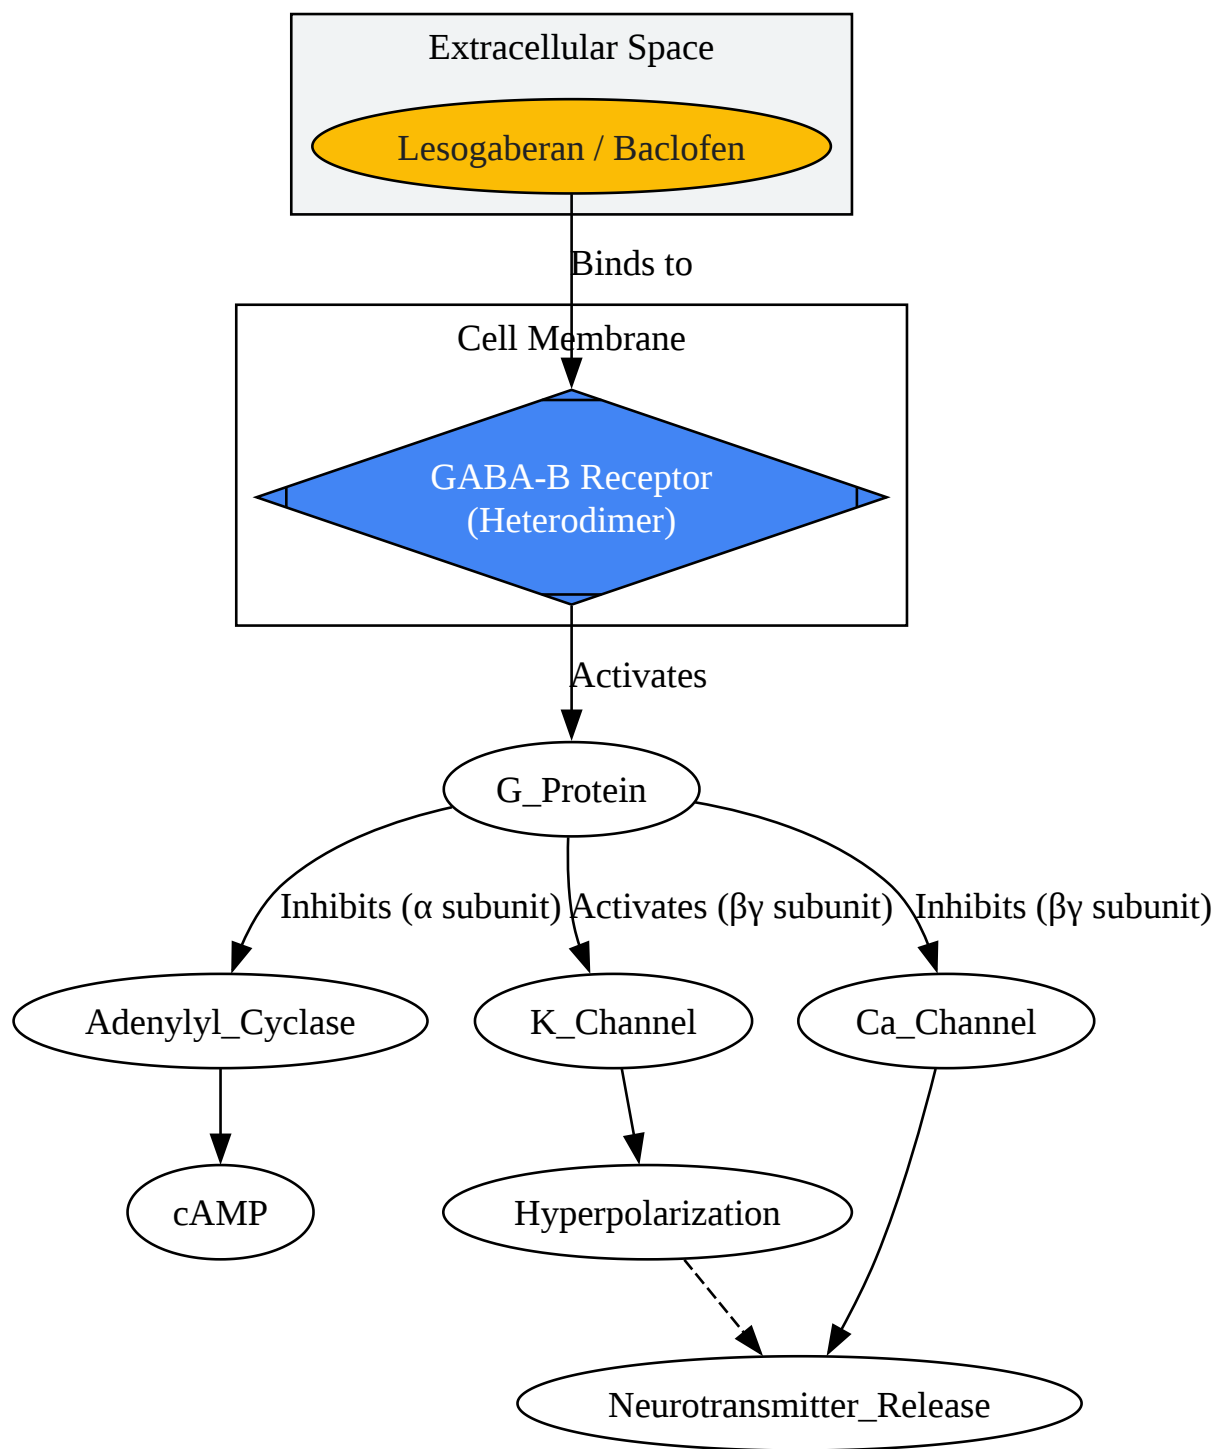 Extracellular Space
Lesogaberan / Baclofen
Binds to
Cell Membrane
GABA-B Receptor
(Heterodimer)
Activates
G_Protein
Inhibits (α subunit)
Activates (βγ subunit)
Inhibits (βγ subunit)
Adenylyl_Cyclase
K_Channel
Ca_Channel
cAMP
Hyperpolarization
Neurotransmitter_Release